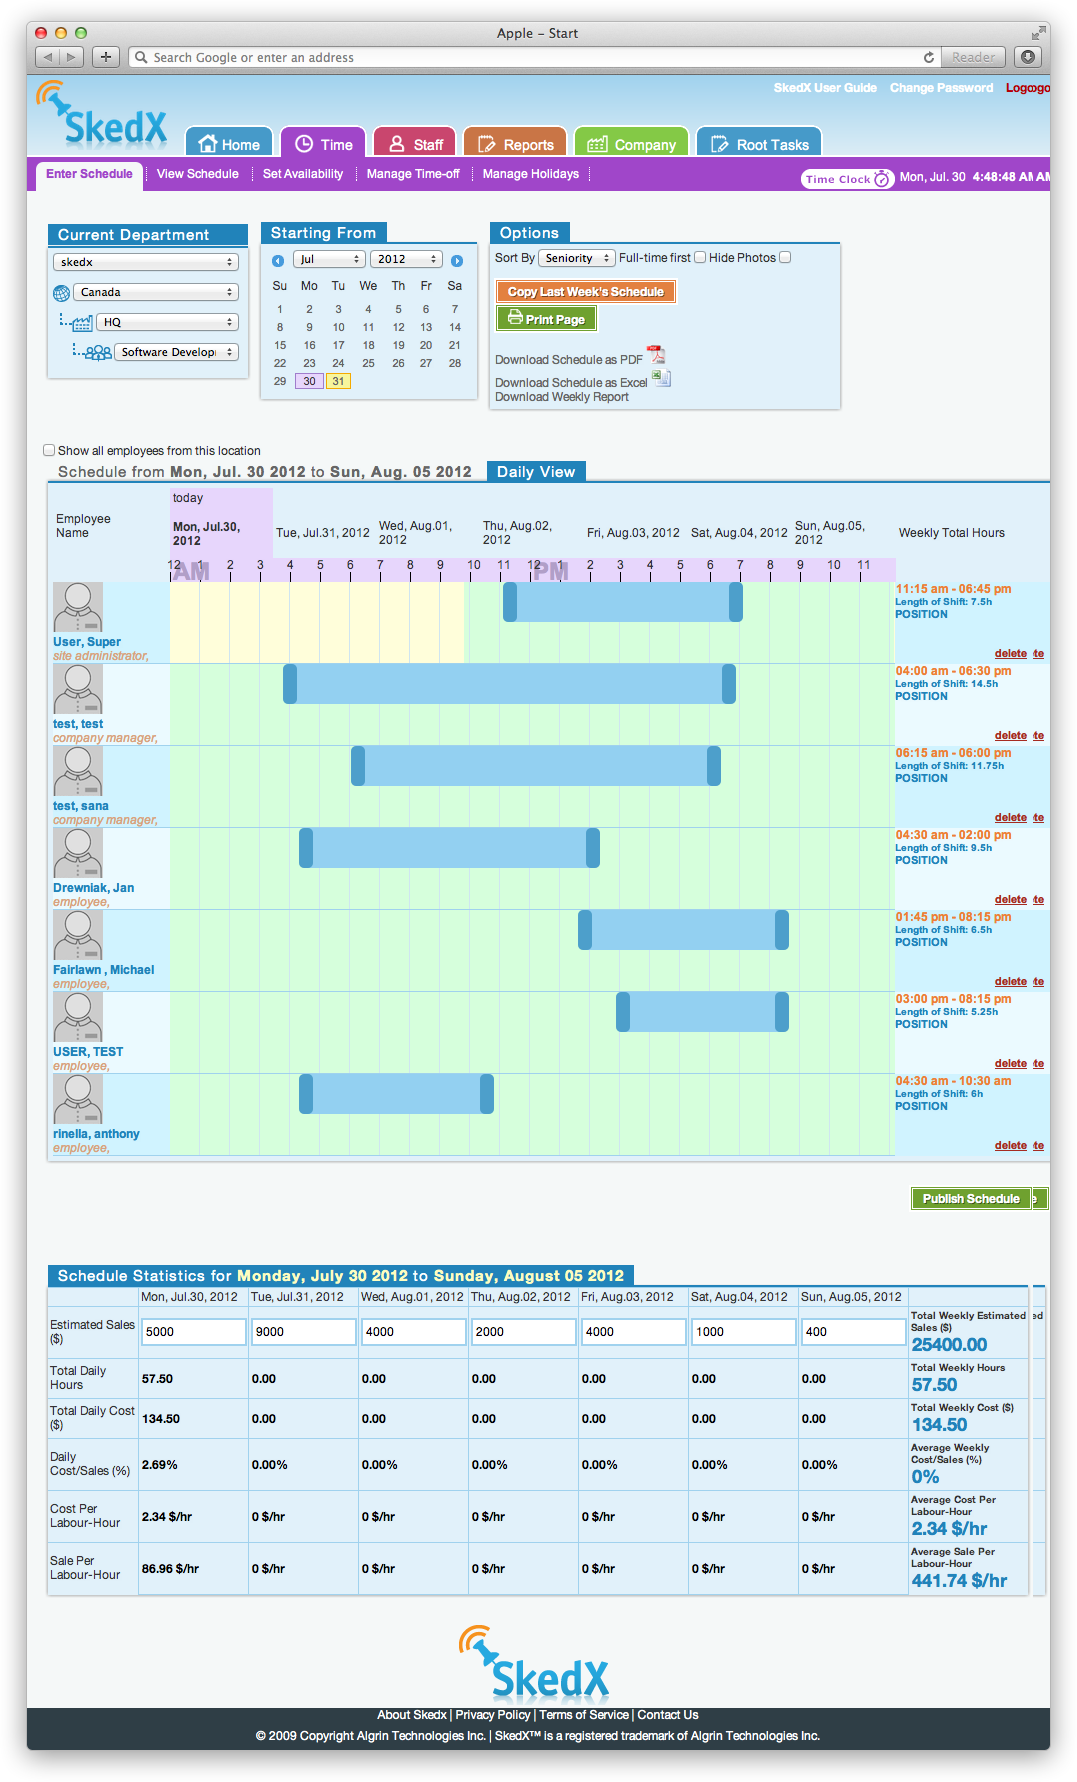 Apple – Start
Search Google or enter an address
Reader
SkedX User Guide Change Password
SkedX
Home Time Staff Reports Company Root Tasks
Enter Schedule View Schedule Set Availability Manage Time-off Manage Holidays
Time Clock Mon, Jul. 30 4:48:48 AM
Current Department
skedx
Canada
HQ
Software Develop
Starting From
Jul 2012
Su Mo Tu We Th Fr Sa
1 2 3 4 5 6 7
8 9 10 11 12 13 14
15 16 17 18 19 20 21
22 23 24 25 26 27 28
29 30 31
Options
Sort By Seniority Full-time first Hide Photos
Copy Last Week's Schedule
Print Page
Download Schedule as PDF
Download Schedule as Excel
Download Weekly Report
Show all employees from this location
Schedule from Mon, Jul. 30 2012 to Sun, Aug. 05 2012 Daily View
today
Employee Name
Mon, Jul.30, 2012
Tue, Jul.31, 2012
Wed, Aug.01, 2012
Thu, Aug.02, 2012
Fri, Aug.03, 2012
Sat, Aug.04, 2012
Sun, Aug.05, 2012
Weekly Total Hours
12 1 2 3 4 5 6 7 8 9 10 11 12 1 2 3 4 5 6 7 8 9 10 11
AM PM
User, Super
site administrator,
11:15 am - 06:45 pm
Length of Shift: 7.5h
POSITION
delete te
test, test
company manager,
04:00 am - 06:30 pm
Length of Shift: 14.5h
POSITION
delete te
test, sana
company manager,
06:15 am - 06:00 pm
Length of Shift: 11.75h
POSITION
delete te
Drewniak, Jan
employee,
04:30 am - 02:00 pm
Length of Shift: 9.5h
POSITION
delete te
Fairlawn , Michael
employee,
01:45 pm - 08:15 pm
Length of Shift: 6.5h
POSITION
delete te
USER, TEST
employee,
03:00 pm - 08:15 pm
Length of Shift: 5.25h
POSITION
delete te
rinella, anthony
employee,
04:30 am - 10:30 am
Length of Shift: 6h
POSITION
delete te
Publish Schedule
Schedule Statistics for Monday, July 30 2012 to Sunday, August 05 2012
Mon, Jul.30, 2012 Tue, Jul.31, 2012 Wed, Aug.01, 2012 Thu, Aug.02, 2012 Fri, Aug.03, 2012 Sat, Aug.04, 2012 Sun, Aug.05, 2012
Estimated Sales ($) 5000 9000 4000 2000 4000 1000 400
Total Weekly Estimated ed
Sales ($)
25400.00
Total Daily Hours 57.50 0.00 0.00 0.00 0.00 0.00 0.00
Total Weekly Hours
57.50
Total Daily Cost ($) 134.50 0.00 0.00 0.00 0.00 0.00 0.00
Total Weekly Cost ($)
134.50
Daily Cost/Sales (%) 2.69% 0.00% 0.00% 0.00% 0.00% 0.00% 0.00%
Average Weekly
Cost/Sales (%)
0%
Cost Per Labour-Hour 2.34 $/hr 0 $/hr 0 $/hr 0 $/hr 0 $/hr 0 $/hr 0 $/hr
Average Cost Per
Labour-Hour
2.34 $/hr
Sale Per Labour-Hour 86.96 $/hr 0 $/hr 0 $/hr 0 $/hr 0 $/hr 0 $/hr 0 $/hr
Average Sale Per
Labour-Hour
441.74 $/hr
SkedX
About Skedx | Privacy Policy | Terms of Service | Contact Us
© 2009 Copyright Algrin Technologies Inc. | SkedX™ is a registered trademark of Algrin Technologies Inc.